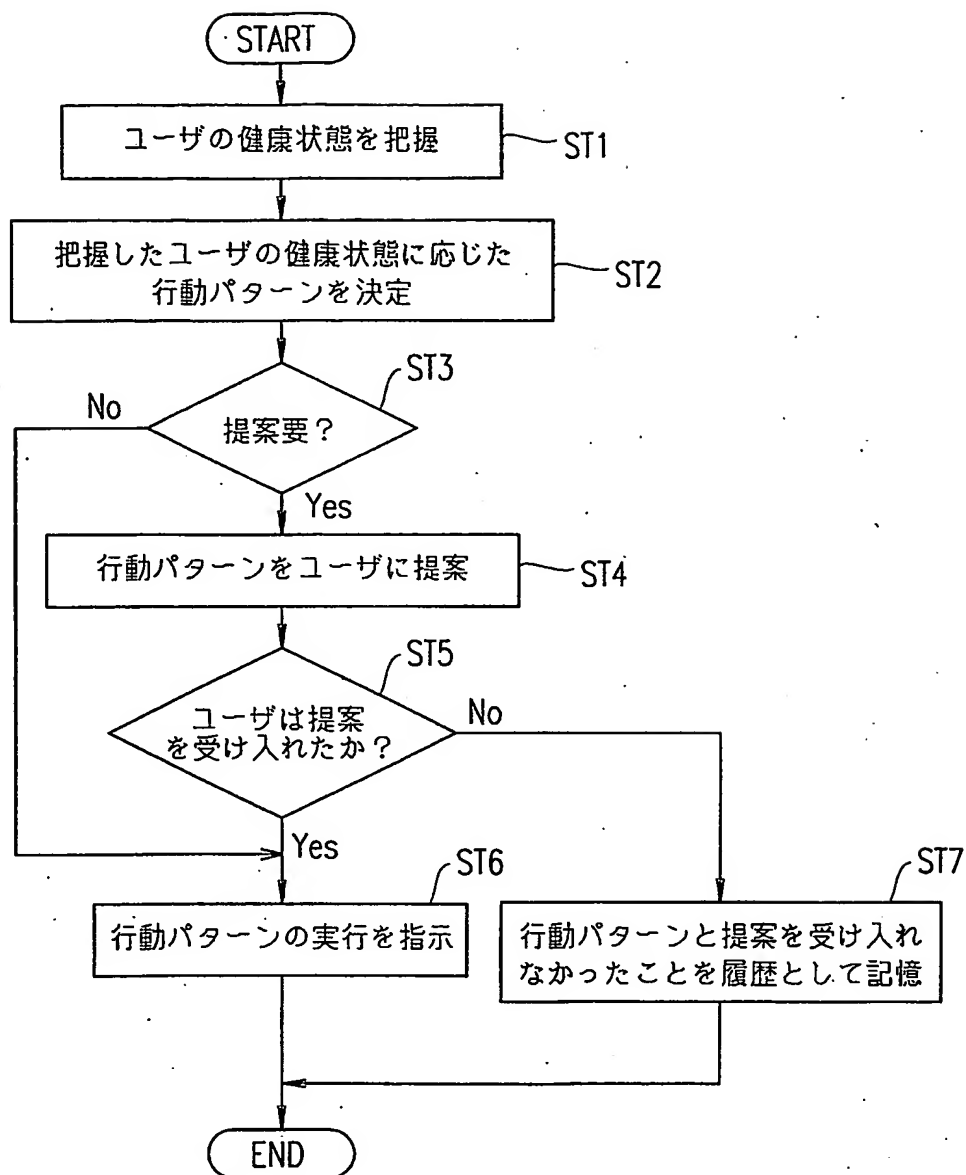 START
ユーザの健康状態を把握
ST1
把握したユーザの健康状態に応じた
行動パターンを決定
ST2
ST3
No
提案要?
Yes
行動パターンをユーザに提案
ST4
ST5
ユーザは提案
を受け入れたか?
No
Yes
ST6
行動パターンの実行を指示
ST7
行動パターンと提案を受け入れ
なかったことを履歴として記憶
END